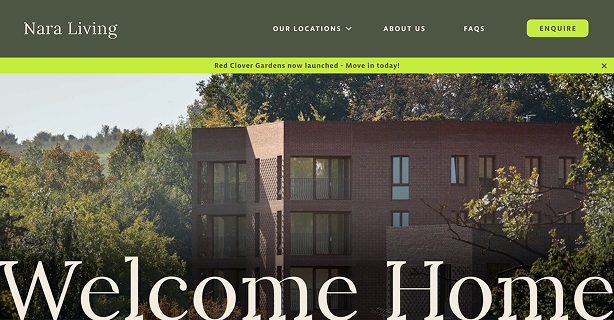 Nara Living
OUR LOCATIONS
ABOUT US
FAQS
ENQUIRE
Red Clover Gardens now launched - Move in today!
Welcome Home